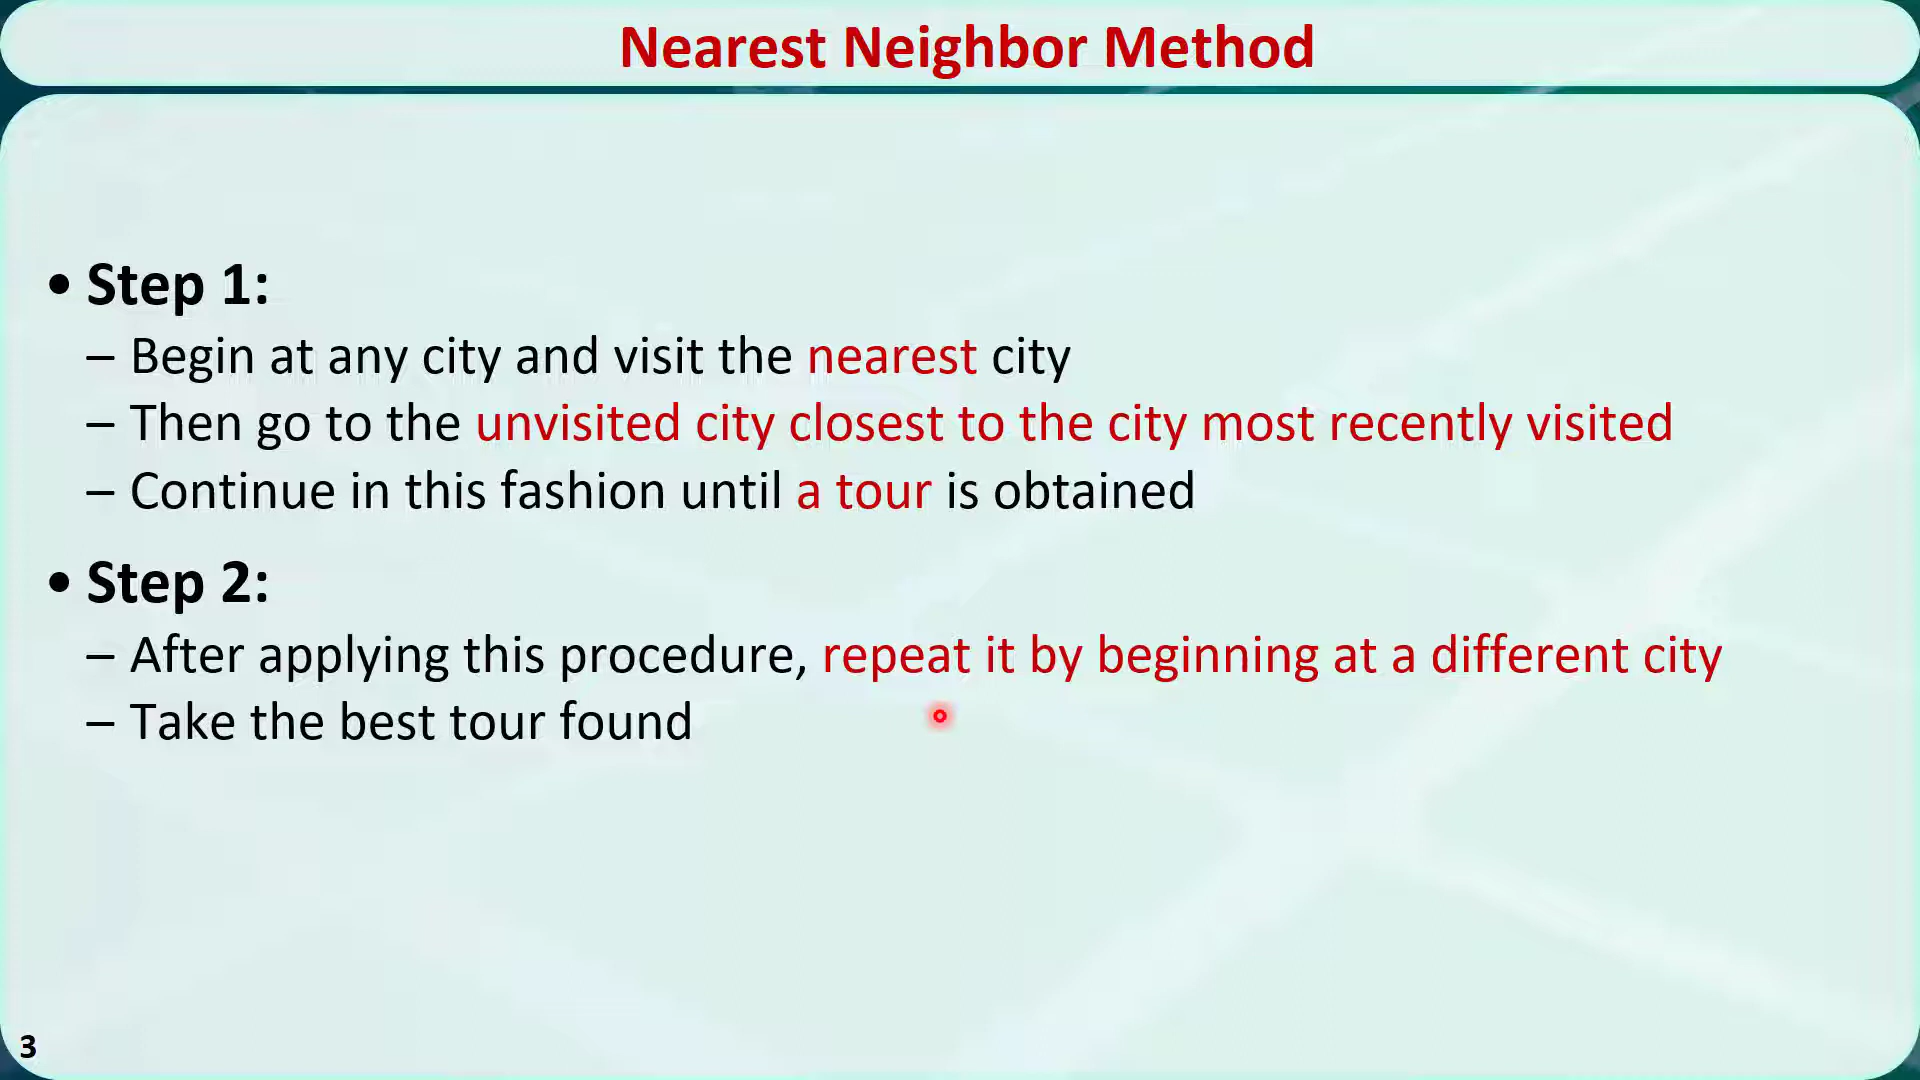 Nearest Neighbor Method
• Step 1:
– Begin at any city and visit the nearest city
– Then go to the unvisited city closest to the city most recently visited
– Continue in this fashion until a tour is obtained
• Step 2:
– After applying this procedure, repeat it by beginning at a different city
– Take the best tour found
3